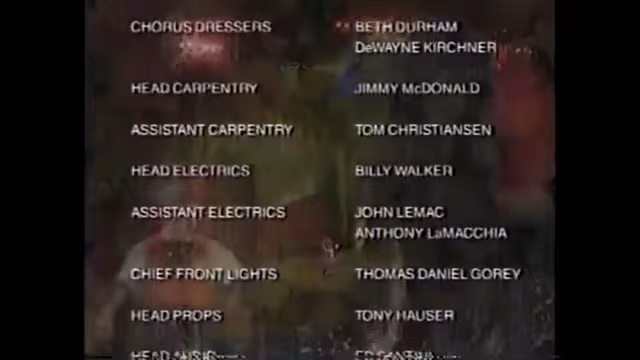 CHORUS DRESSERS BETH DURHAM
DeWAYNE KIRCHNER
HEAD CARPENTRY JIMMY McDONALD
ASSISTANT CARPENTRY TOM CHRISTIANSEN
HEAD ELECTRICS BILLY WALKER
ASSISTANT ELECTRICS JOHN LEMAC
ANTHONY LaMACCHIA
CHIEF FRONT LIGHTS THOMAS DANIEL GOREY
HEAD PROPS TONY HAUSER
HEAD